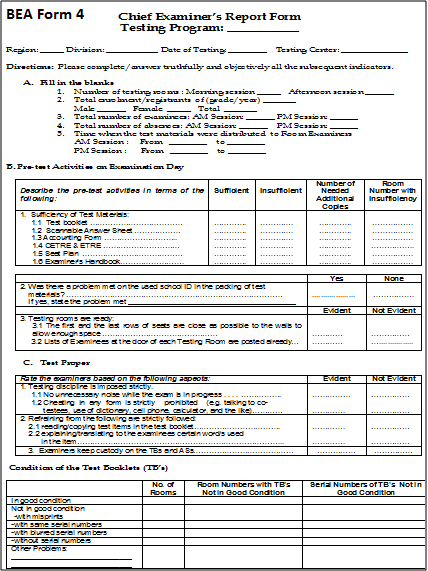 BEA Form 4
Chief Examiner's Report Form
Testing Program: ____________
Region: _____ Division: ____________ Date of Testing: _________ Testing Center: ________________
Directions: Please complete/answer truthfully and objectively all the subsequent indicators.
A. Fill in the blanks
1. Number of testing rooms: Morning session _____ Afternoon session ______
2. Total enrollment/registrants of (grade/year) _______
Male _______ Female _______ Total ________
3. Total number of examinees: AM Session: _______ PM Session: ______
4. Total number of absences: AM Session: _______ PM Session: ______
5. Time when the test materials were distributed to Room Examiners
AM Session: From ________ to ________
PM Session: From ________ to ________
B. Pre-test Activities on Examination Day
Describe the pre-test activities in terms of the following: Sufficient Insufficient Number of Needed Additional Copies Room Number with Insufficiency
1. Sufficiency of Test Materials:
1.1 Test booklet ..............................
1.2 Scannable Answer Sheet ..................
1.3 Accounting Form ........................
1.4 CETRE & ETRE ........................
1.5 Seat Plan ..............................
1.6 Examiner's Handbook ....................
Yes None
2. Was there a problem met on the used school ID in the packing of test
materials? ..............................
If yes, state the problem met ________________________________
Evident Not Evident
3. Testing rooms are ready:
3.1 The first and the last rows of seats are close as possible to the walls to
allow enough space ..............................
3.2 Lists of Examinees at the door of each Testing Room are posted already...
C. Test Proper
Rate the examiners based on the following aspects: Evident Not Evident
1. Testing discipline is imposed strictly.
1.1 No unnecessary noise while the exam is in progress ..................
1.2 Cheating in any form is strictly prohibited (e.g. talking to co-
testees, use of dictionary, cell phone, calculator, and the like)..............
2. Refraining from the following are strictly followed:
2.1 reading/copying test items in the test booklet..............................
2.2 explaining/translating to the examinees certain word/s used
in the item..............................
3. Examiners keep custody on the TBs and ASs..............................
Condition of the Test Booklets (TB's)
No. of Rooms Room Numbers with TB's Not in Good Condition Serial Numbers of TB's Not in Good Condition
In good condition
Not in good condition
-with misprints
-with same serial numbers
-with blurred serial numbers
-without serial numbers
Other Problems: